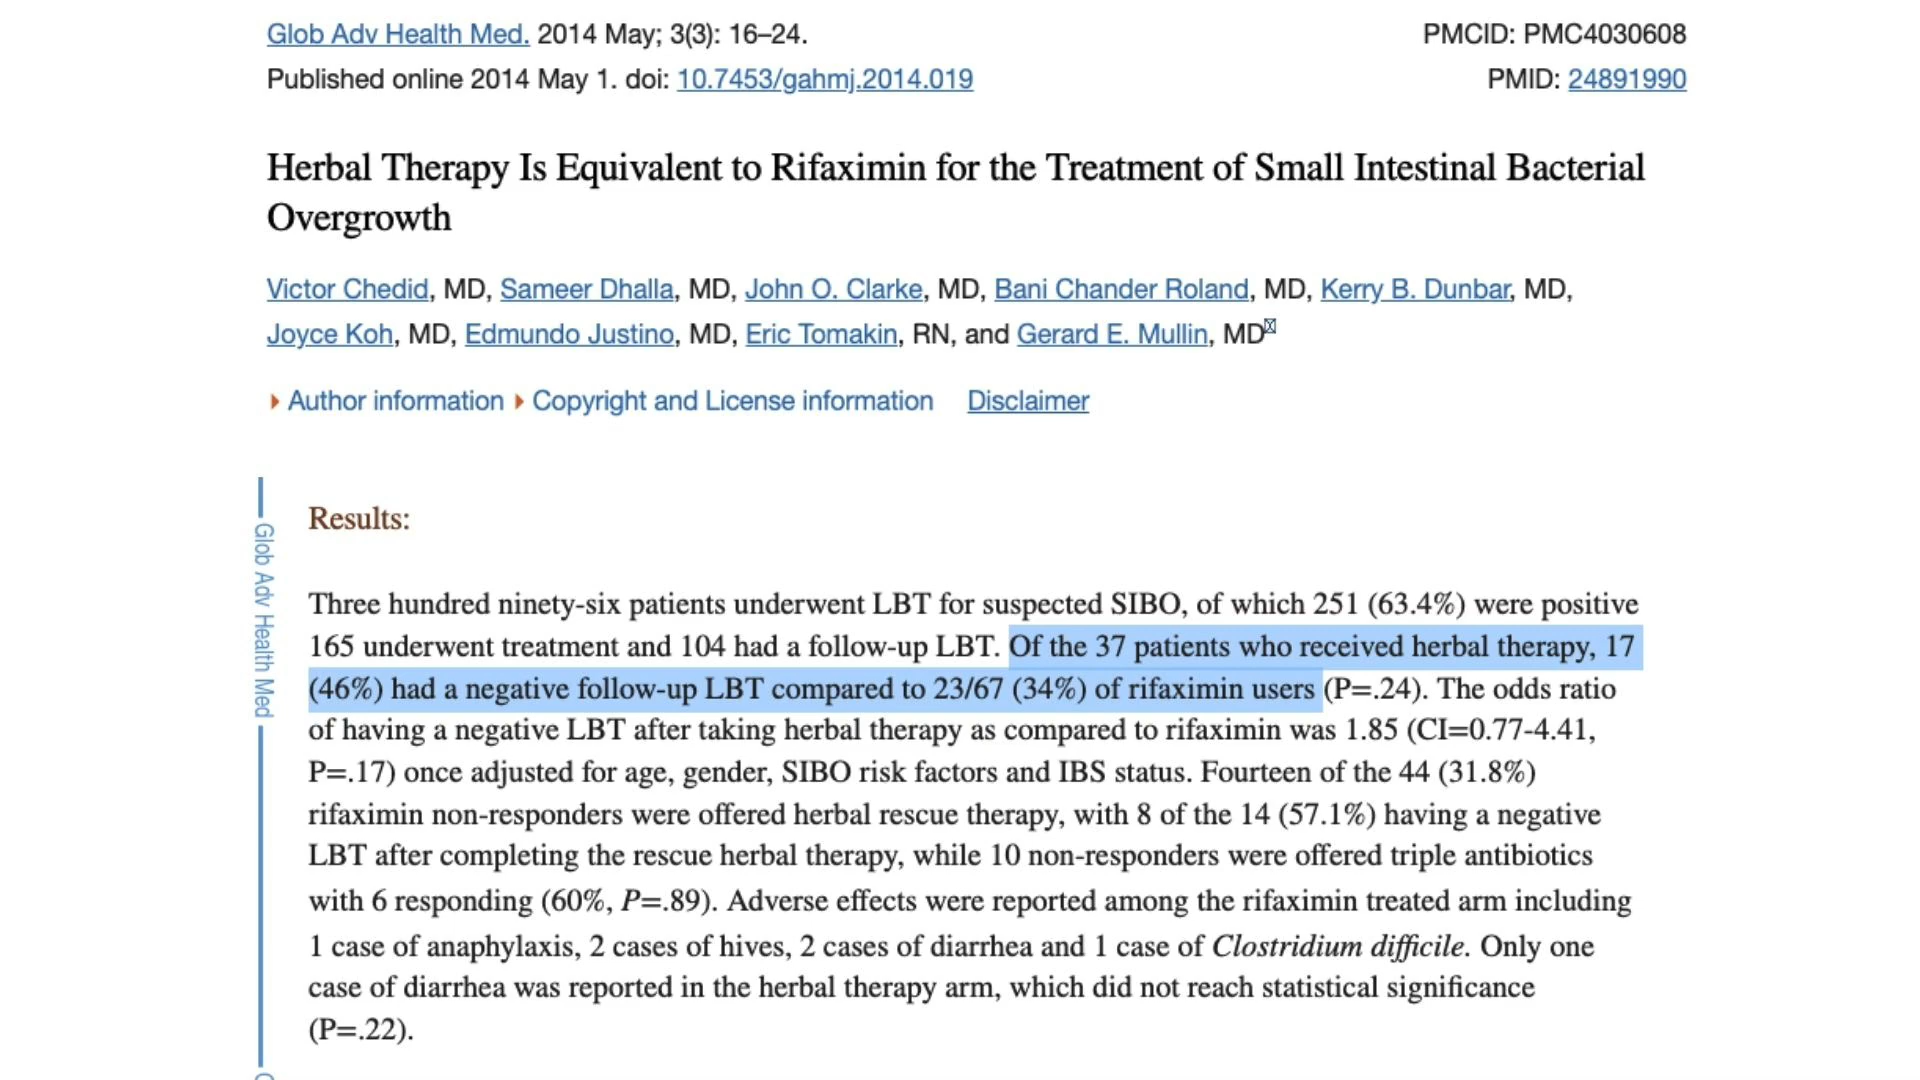 Glob Adv Health Med. 2014 May; 3(3): 16–24.
PMCID: PMC4030608
Published online 2014 May 1. doi: 10.7453/gahmj.2014.019
PMID: 24891990
Herbal Therapy Is Equivalent to Rifaximin for the Treatment of Small Intestinal Bacterial
Overgrowth
Victor Chedid, MD, Sameer Dhalla, MD, John O. Clarke, MD, Bani Chander Roland, MD, Kerry B. Dunbar, MD,
Joyce Koh, MD, Edmundo Justino, MD, Eric Tomakin, RN, and Gerard E. Mullin, MD
Author information Copyright and License information Disclaimer
Glob Adv Health Med
Results:
Three hundred ninety-six patients underwent LBT for suspected SIBO, of which 251 (63.4%) were positive
165 underwent treatment and 104 had a follow-up LBT. Of the 37 patients who received herbal therapy, 17
(46%) had a negative follow-up LBT compared to 23/67 (34%) of rifaximin users (P=.24). The odds ratio
of having a negative LBT after taking herbal therapy as compared to rifaximin was 1.85 (CI=0.77-4.41,
P=.17) once adjusted for age, gender, SIBO risk factors and IBS status. Fourteen of the 44 (31.8%)
rifaximin non-responders were offered herbal rescue therapy, with 8 of the 14 (57.1%) having a negative
LBT after completing the rescue herbal therapy, while 10 non-responders were offered triple antibiotics
with 6 responding (60%, P=.89). Adverse effects were reported among the rifaximin treated arm including
1 case of anaphylaxis, 2 cases of hives, 2 cases of diarrhea and 1 case of Clostridium difficile. Only one
case of diarrhea was reported in the herbal therapy arm, which did not reach statistical significance
(P=.22).